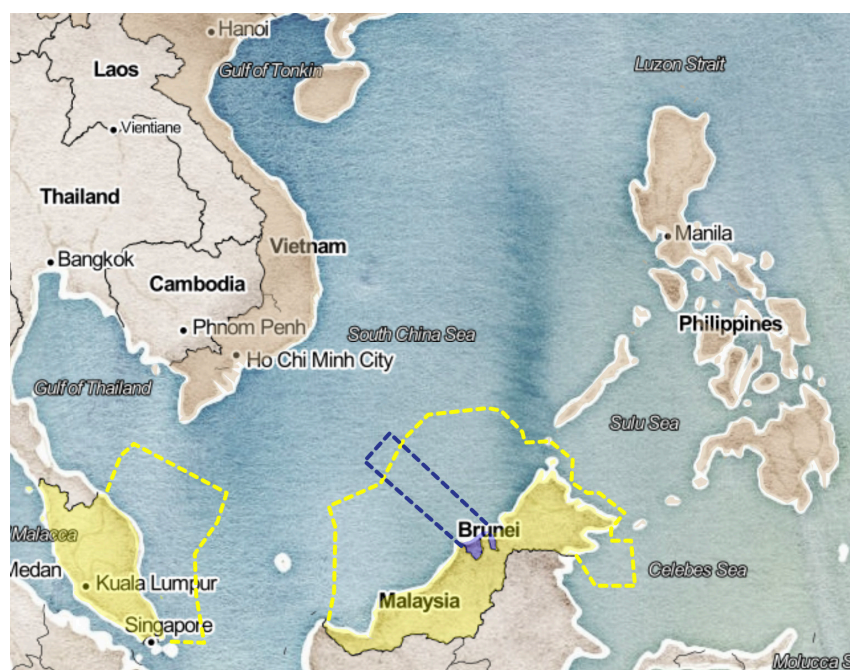 Hanoi
Luzon Strait
Laos
Gulf of Tonkin
Vientiane
Thailand
Manila
Vietnam
Bangkok
Cambodia
Philippines
Phnom Penh
South China Sea
Ho Chi Minh City
Gulf of Thailand
Sulu Sea
Brunei
Malacca
Medan
Celebes Sea
Kuala Lumpur
Malaysia
Singapore
Molucca S